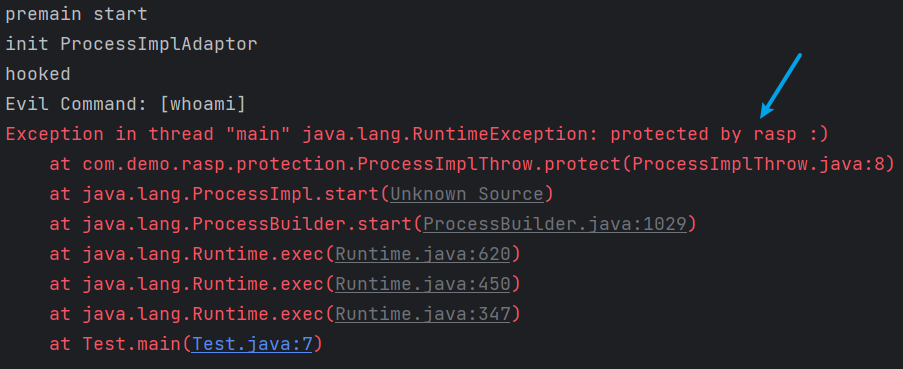 premain start
init ProcessImplAdaptor
hooked
Evil Command: [whoami]
Exception in thread "main" java.lang.RuntimeException: protected by rasp :)
    at com.demo.rasp.protection.ProcessImplThrow.protect(ProcessImplThrow.java:8)
    at java.lang.ProcessImpl.start(Unknown Source)
    at java.lang.ProcessBuilder.start(ProcessBuilder.java:1029)
    at java.lang.Runtime.exec(Runtime.java:620)
    at java.lang.Runtime.exec(Runtime.java:450)
    at java.lang.Runtime.exec(Runtime.java:347)
    at Test.main(Test.java:7)